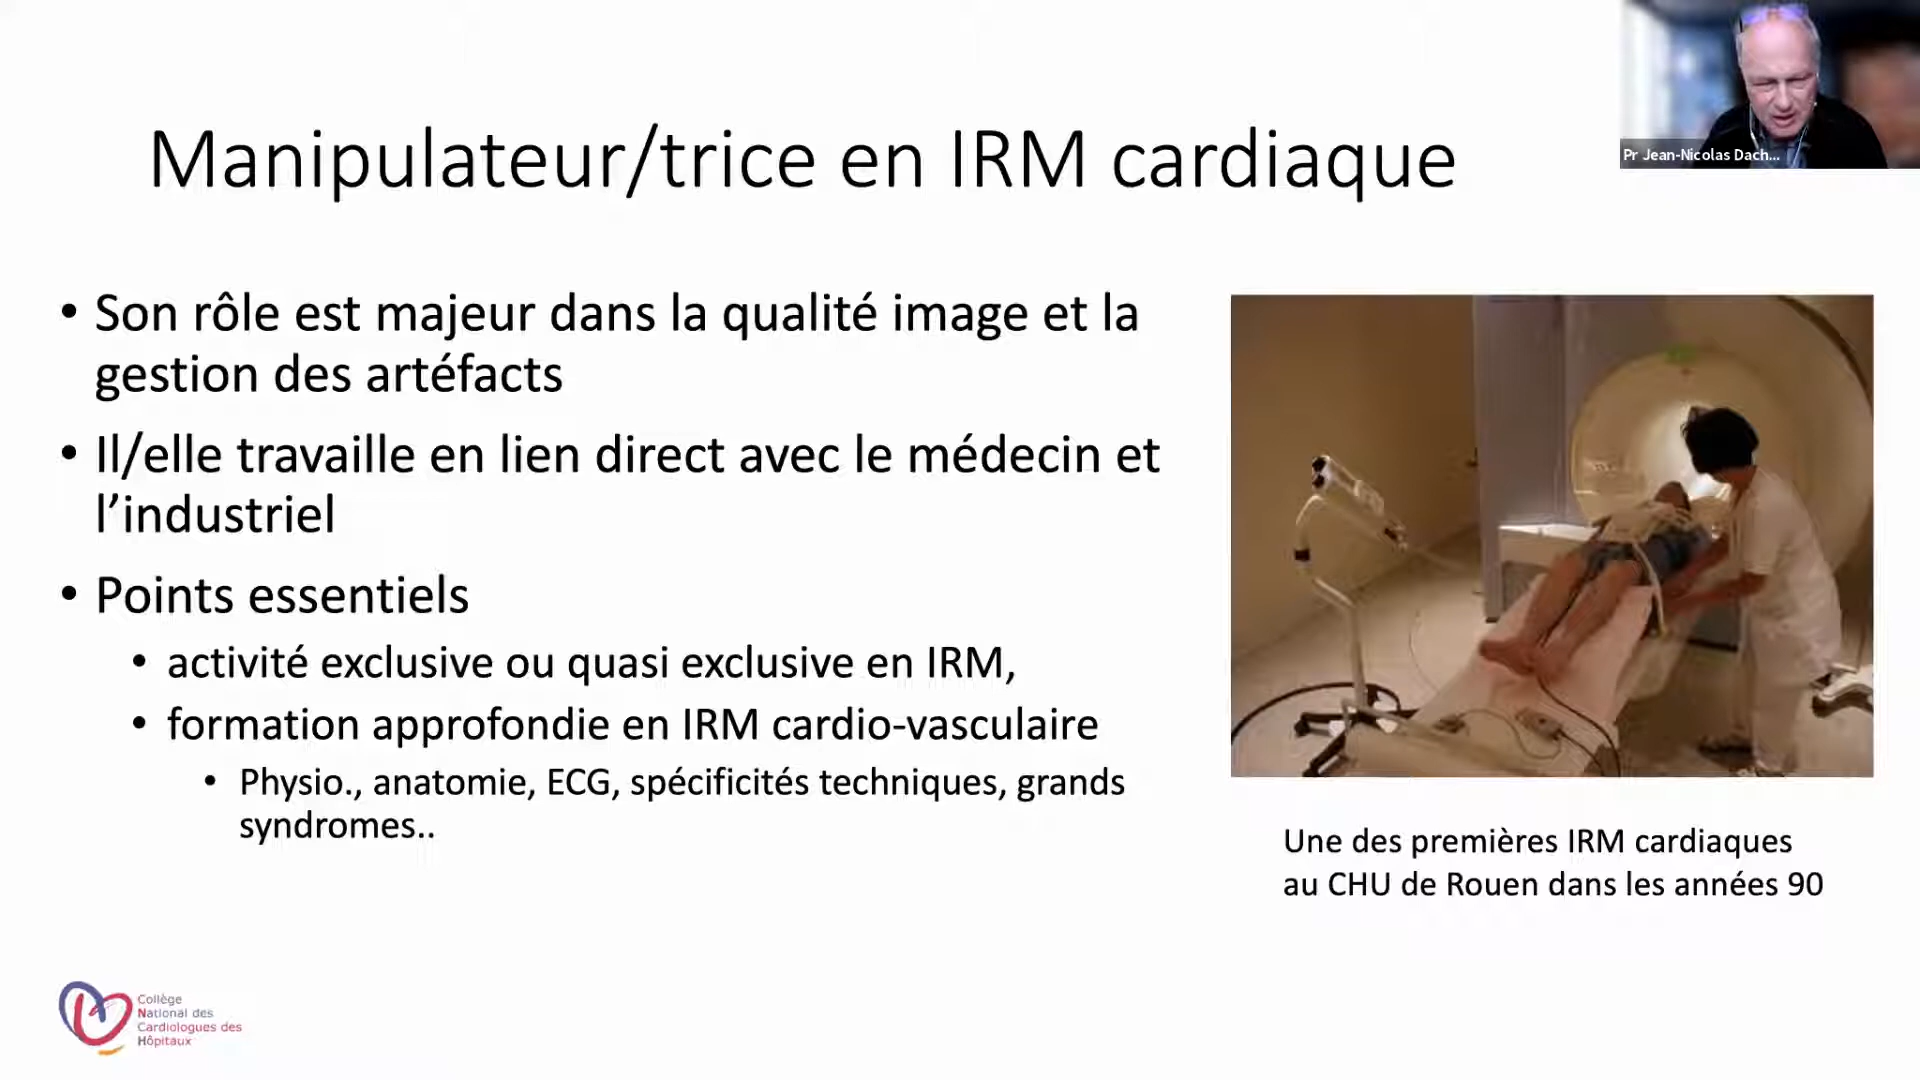 Pr Jean-Nicolas Dach...
Manipulateur/trice en IRM cardiaque
• Son rôle est majeur dans la qualité image et la
gestion des artéfacts
• Il/elle travaille en lien direct avec le médecin et
l’industriel
• Points essentiels
• activité exclusive ou quasi exclusive en IRM,
• formation approfondie en IRM cardio-vasculaire
• Physio., anatomie, ECG, spécificités techniques, grands
syndromes..
Une des premières IRM cardiaques
au CHU de Rouen dans les années 90
Collège
National des
Cardiologues des
Hôpitaux